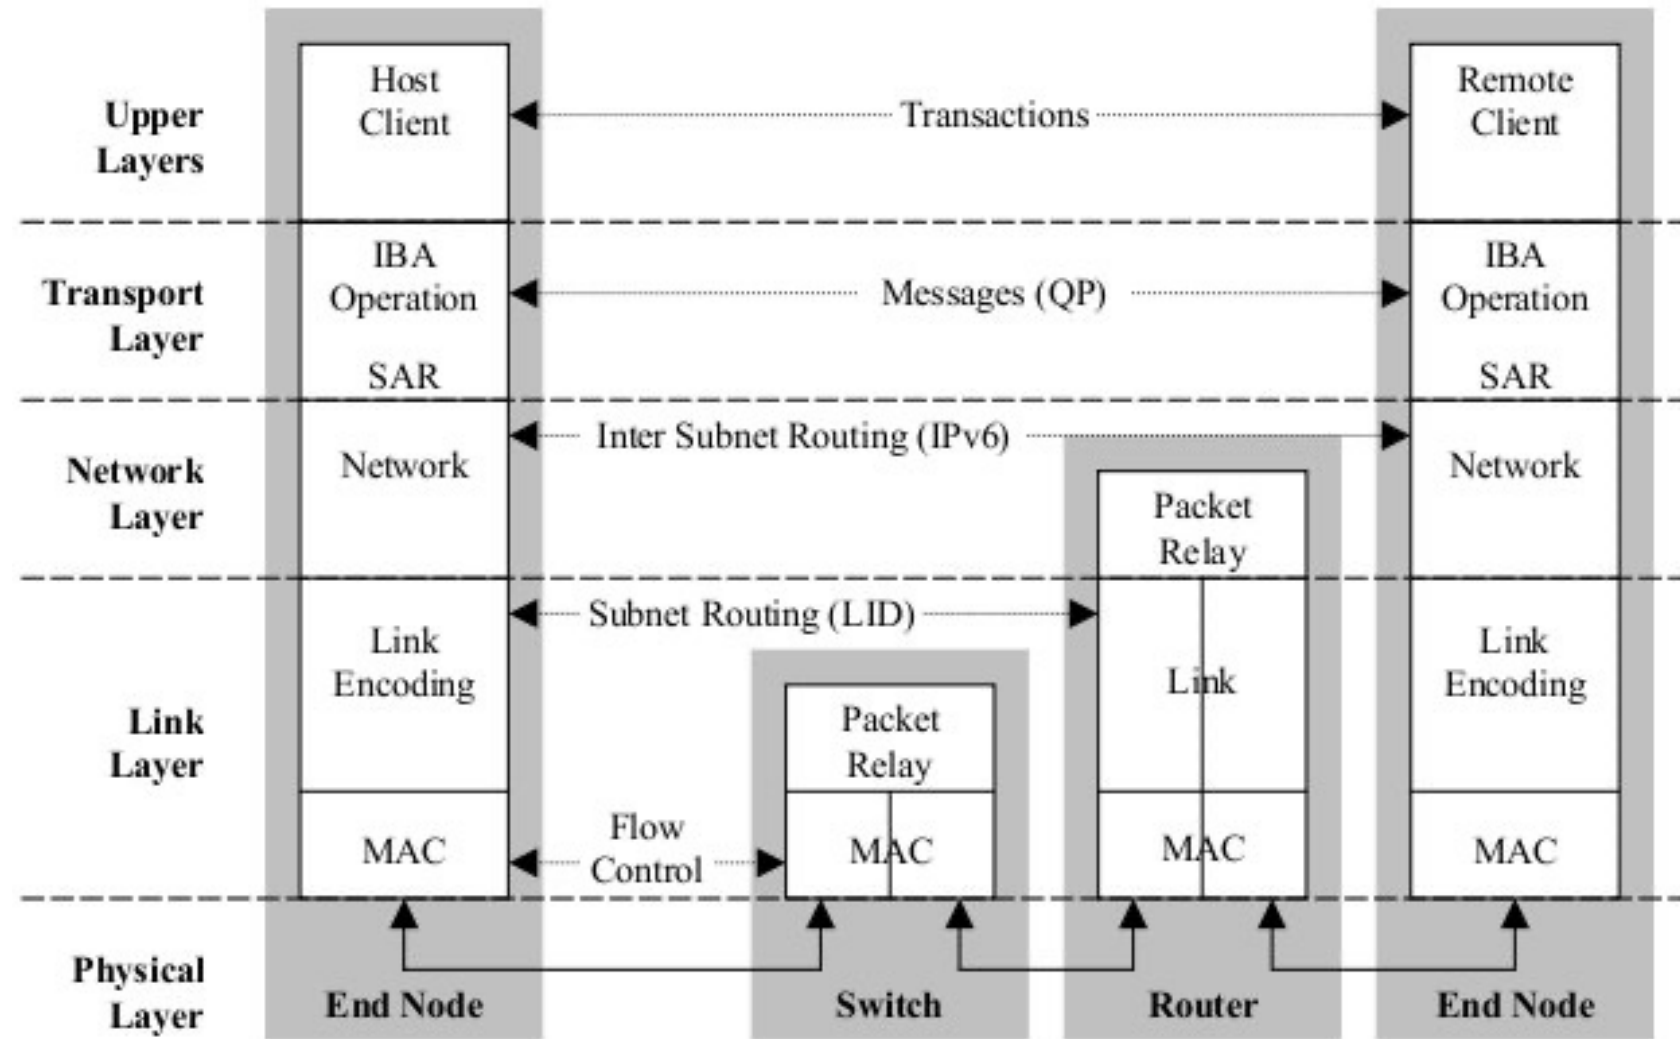 Host
Client
Remote
Client
Upper
Layers
Transactions
IBA
Operation
SAR
IBA
Operation
SAR
Transport
Layer
Messages (QP)
Inter Subnet Routing (IPv6)
Network
Layer
Network
Packet
Relay
Network
Subnet Routing (LID)
Link
Encoding
Link
Link
Encoding
Link
Layer
Packet
Relay
Flow
Control
MAC
MAC
MAC
MAC
Physical
Layer
End Node
Switch
Router
End Node